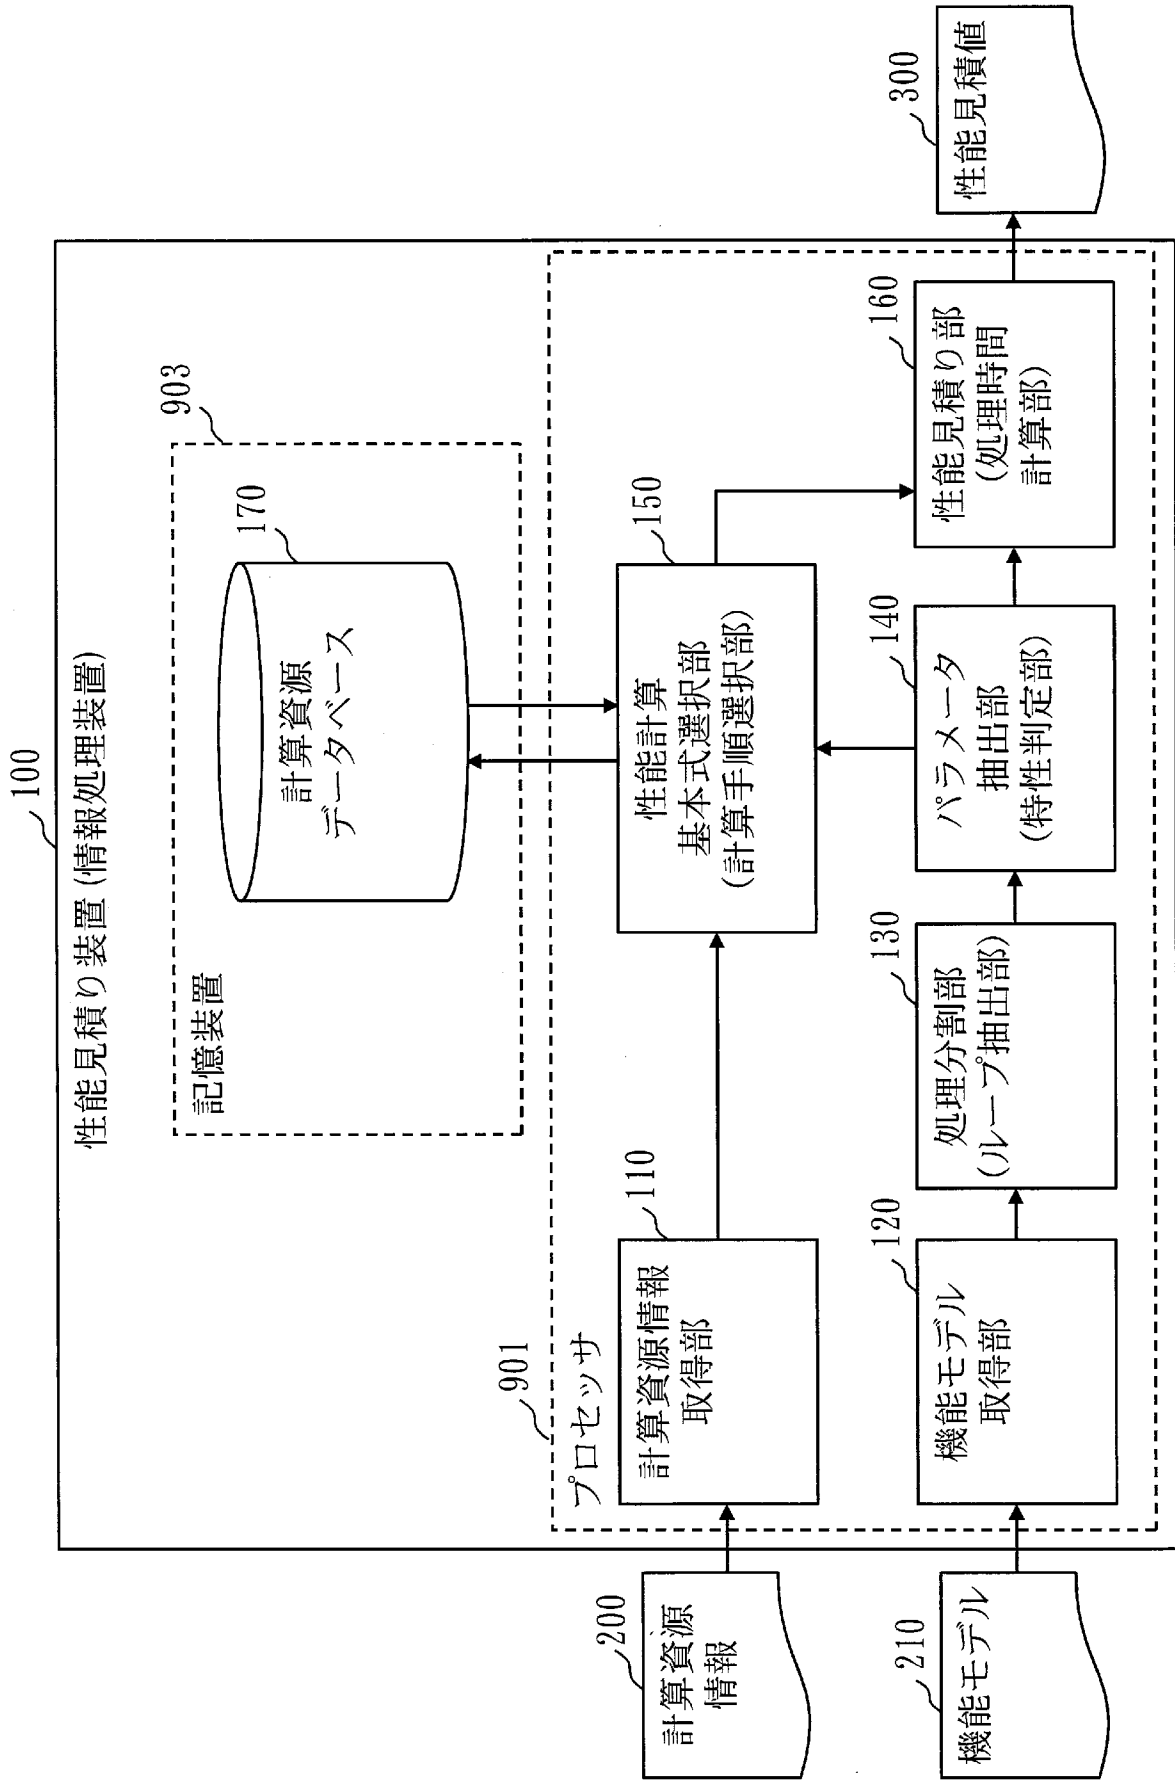 100
性能見積り装置(情報処理装置)
903
記憶装置
170
計算資源
データベース
901
プロセッサ
200
計算資源
情報
110
計算資源情報
取得部
150
性能計算
基本式選択部
(計算手順選択部)
210
機能モデル
120
機能モデル
取得部
130
処理分割部
(ループ抽出部)
140
パラメータ
抽出部
(特性判定部)
160
性能見積り部
(処理時間
計算部)
300
性能見積値